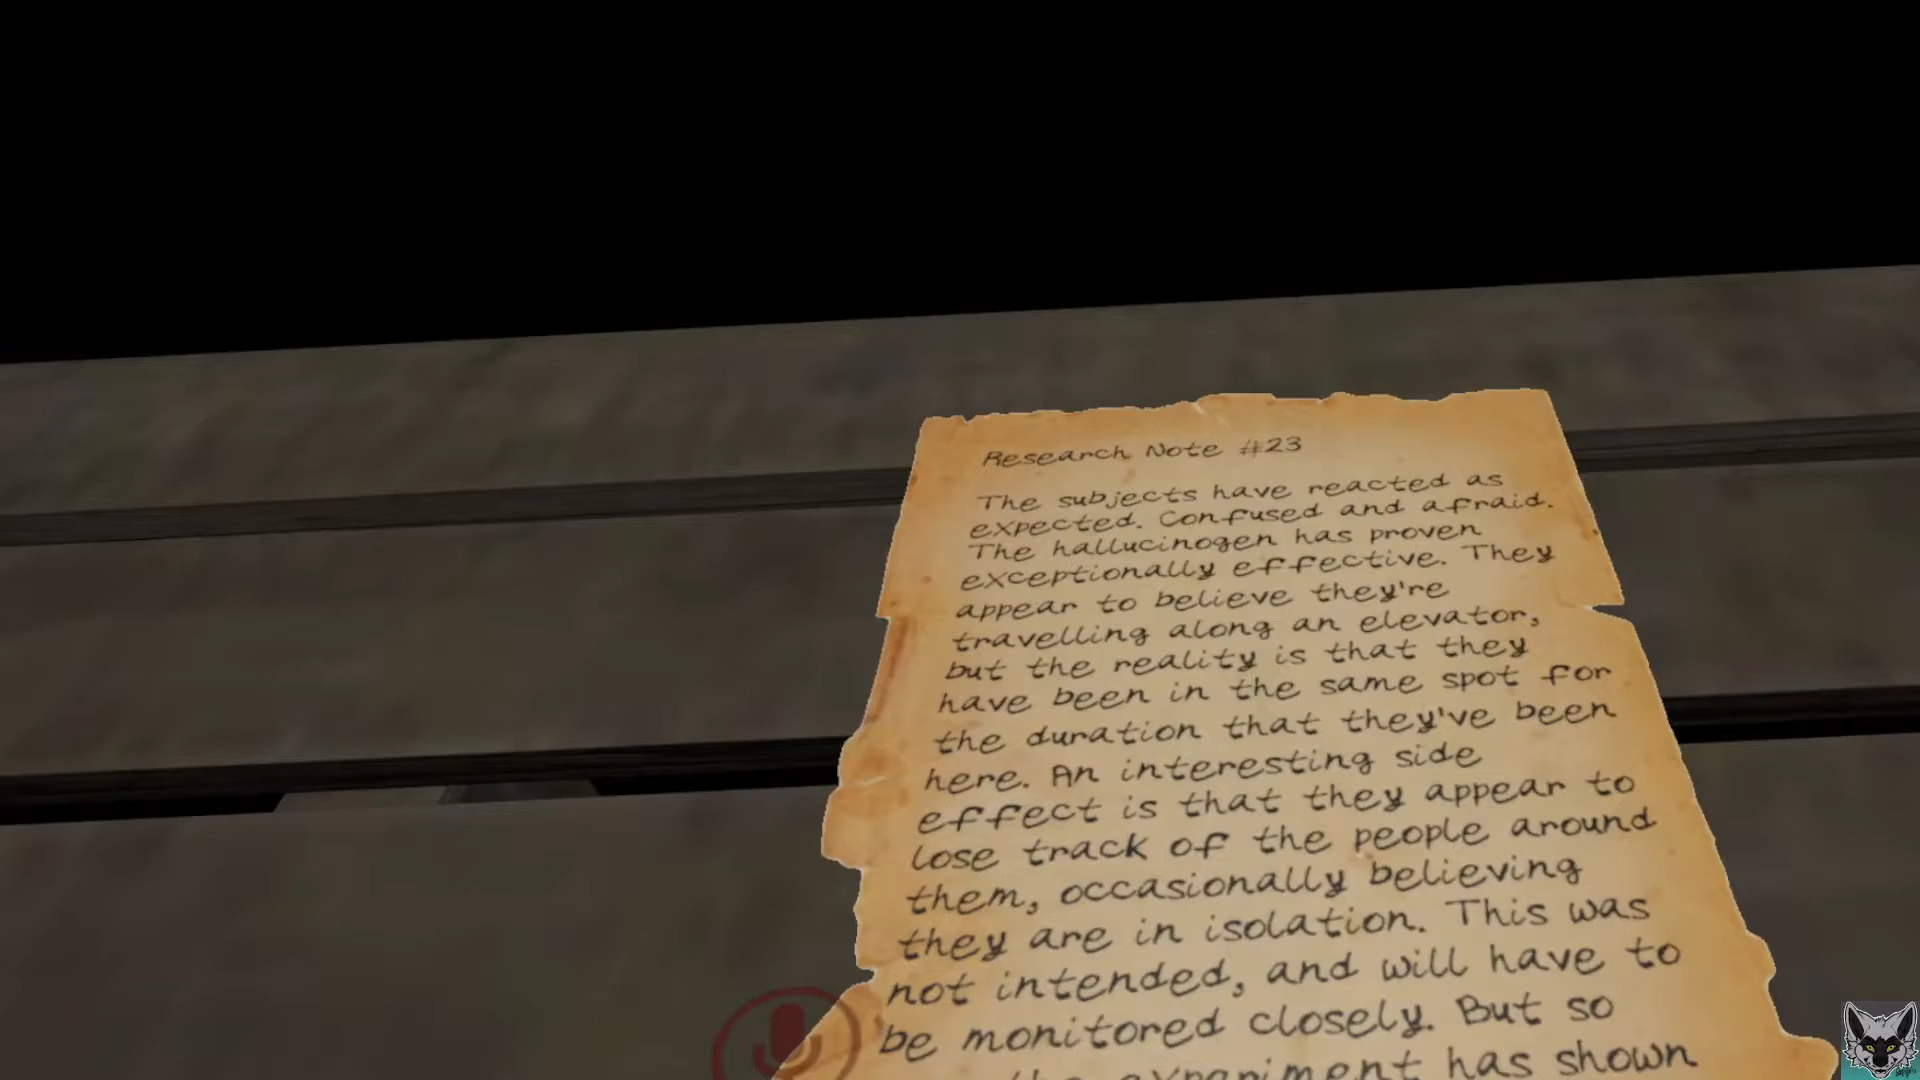 Research Note #23
The subjects have reacted as
expected. Confused and afraid.
The hallucinogen has proven
exceptionally effective. They
appear to believe they're
travelling along an elevator,
but the reality is that they
have been in the same spot for
the duration that they've been
here. An interesting side
effect is that they appear to
lose track of the people around
them, occasionally believing
they are in isolation. This was
not intended, and will have to
be monitored closely. But so
experiment has shown